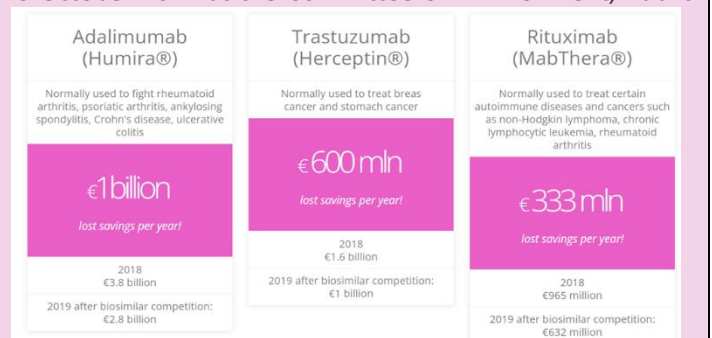 Adalimumab
(Humira®)
Normally used to fight rheumatoid
arthritis, psoriatic arthritis, ankylosing
spondylitis, Crohn's disease, ulcerative
colitis
€1billion
lost savings per year!
2018
€3.8 billion
2019 after biosimilar competition:
€2.8 billion
Trastuzumab
(Herceptin®)
Normally used to treat breas
cancer and stomach cancer
€600 mln
lost savings per year!
2018
€1.6 billion
2019 after biosimilar competition:
€1 billion
Rituximab
(MabThera®)
Normally used to treat certain
autoimmune diseases and cancers such
as non-Hodgkin lymphoma, chronic
lymphocytic leukemia, rheumatoid
arthritis
€333 mln
lost savings per year!
2018
€965 million
2019 after biosimilar competition:
€632 million